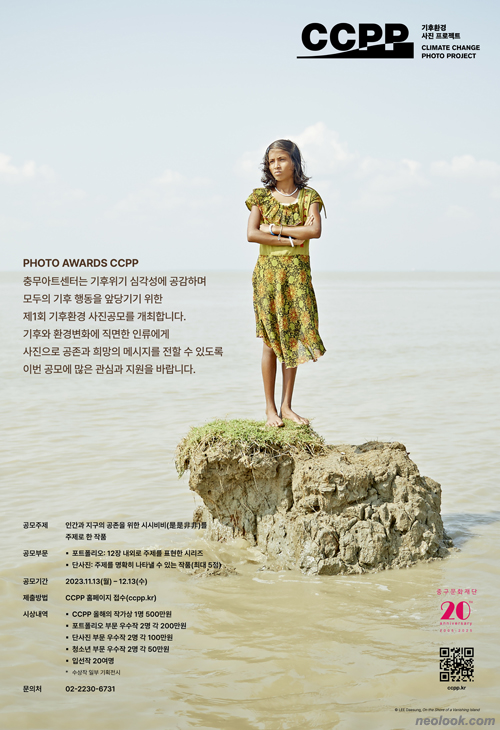 CCPP
기후환경
사진 프로젝트
CLIMATE CHANGE
PHOTO PROJECT
PHOTO AWARDS CCPP
충무아트센터는 기후위기 심각성에 공감하며
모두의 기후 행동을 앞당기기 위한
제1회 기후환경 사진공모를 개최합니다.
기후와 환경변화에 직면한 인류에게
사진으로 공존과 희망의 메시지를 전할 수 있도록
이번 공모에 많은 관심과 지원을 바랍니다.
공모주제 인간과 지구의 공존을 위한 시시비비(是是非非)를
주제로 한 작품
공모부문 • 포트폴리오: 12장 내외로 주제를 표현한 시리즈
• 단사진: 주제를 명확히 나타낼 수 있는 작품(최대 5점)
공모기간 2023.11.13(월) – 12.13(수)
제출방법 CCPP 홈페이지 접수(ccpp.kr)
시상내역 • CCPP 올해의 작가상 1명 500만원
• 포트폴리오 부문 우수작 2명 각 200만원
• 단사진 부문 우수작 2명 각 100만원
• 청소년 부문 우수작 2명 각 50만원
• 입선작 20여명
* 수상작 일부 기획전시
문의처 02-2230-6731
중구문화재단
20th
anniversary
2004-2023
ccpp.kr
© LEE Daesung, On the Shore of a Vanishing Island
neolook.com